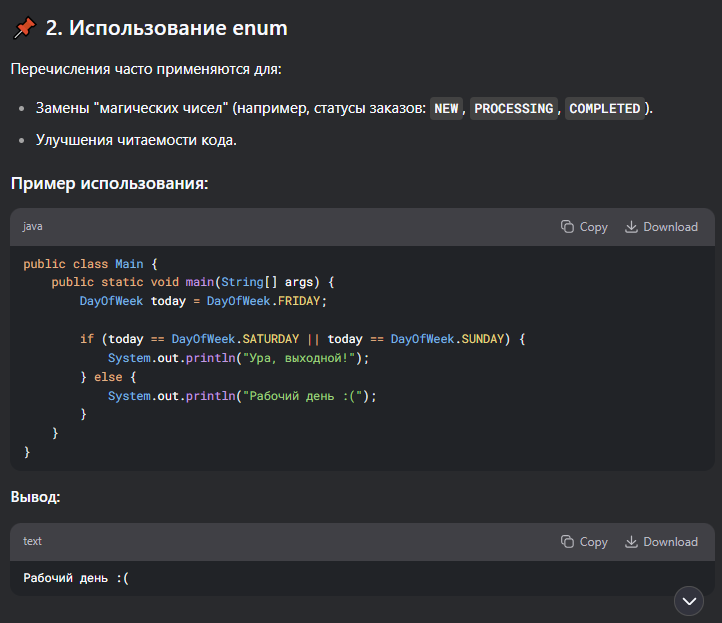 📌 2. Использование enum
Перечисления часто применяются для:
• Замены "магических чисел" (например, статусы заказов: NEW, PROCESSING, COMPLETED).
• Улучшения читаемости кода.
Пример использования:
java Copy Download
public class Main {
    public static void main(String[] args) {
        DayOfWeek today = DayOfWeek.FRIDAY;

        if (today == DayOfWeek.SATURDAY || today == DayOfWeek.SUNDAY) {
            System.out.println("Ура, выходной!");
        } else {
            System.out.println("Рабочий день :(");
        }
    }
}
Вывод:
text Copy Download
Рабочий день :(